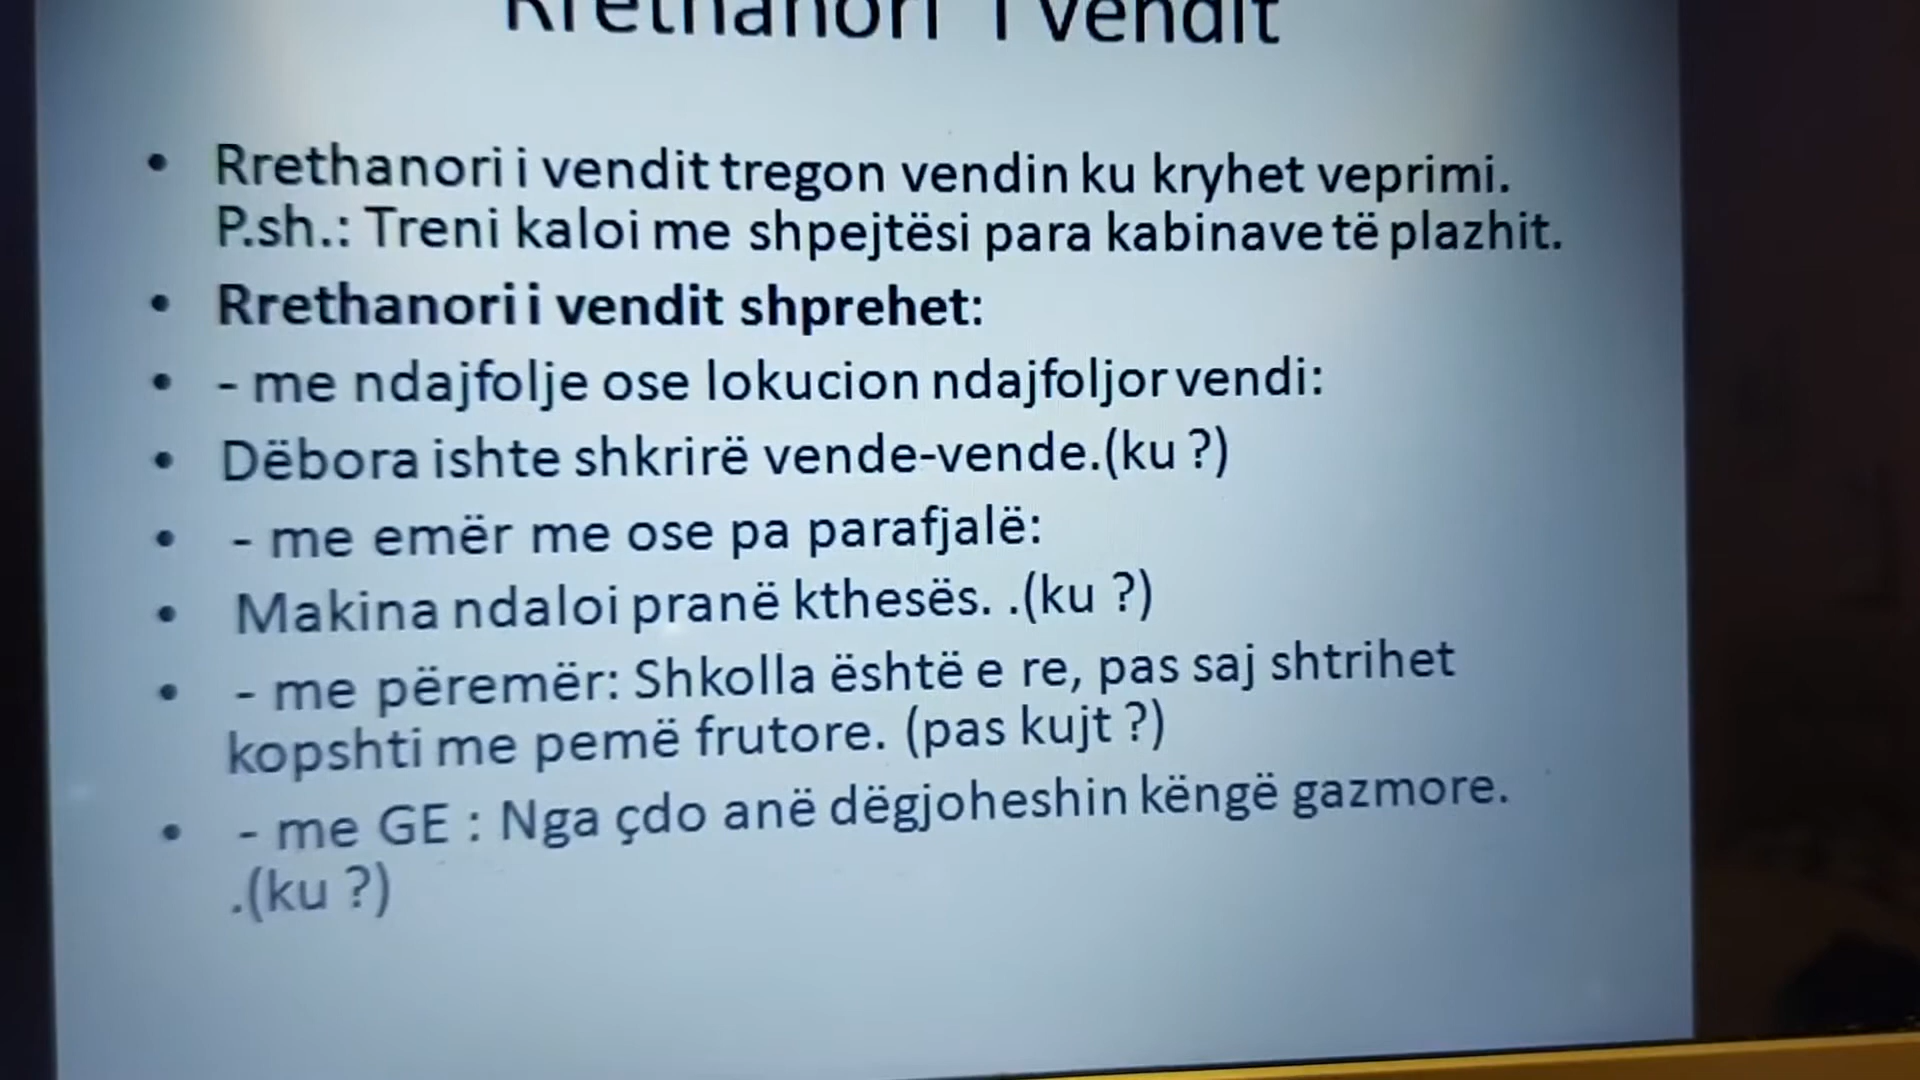 Rrethanori i vendit
• Rrethanori i vendit tregon vendin ku kryhet veprimi.
P.sh.: Treni kaloi me shpejtësi para kabinave të plazhit.
• Rrethanori i vendit shprehet:
• - me ndajfolje ose lokucion ndajfoljor vendi:
• Dëbora ishte shkrirë vende-vende.(ku ?)
• - me emër me ose pa parafjalë:
• Makina ndaloi pranë kthesës. .(ku ?)
• - me përemër: Shkolla është e re, pas saj shtrihet
kopshti me pemë frutore. (pas kujt ?)
• - me GE : Nga çdo anë dëgjoheshin këngë gazmore.
.(ku ?)